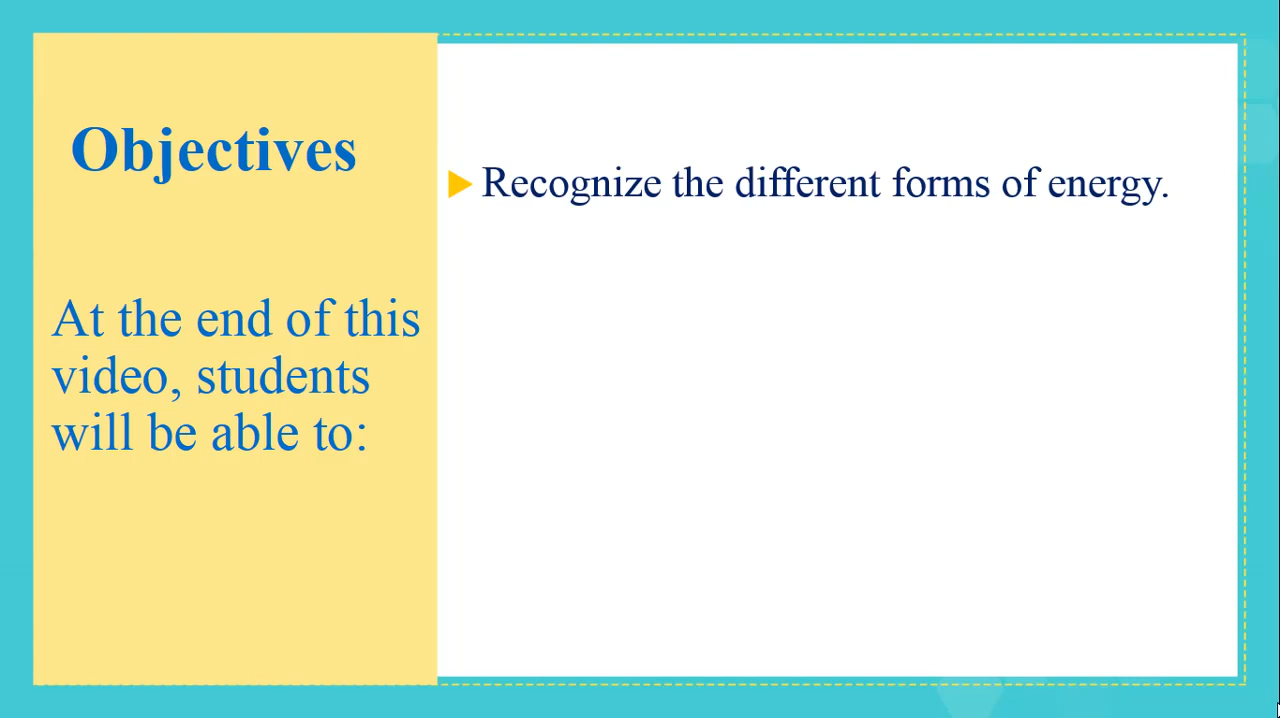 Objectives
At the end of this
video, students
will be able to:
Recognize the different forms of energy.